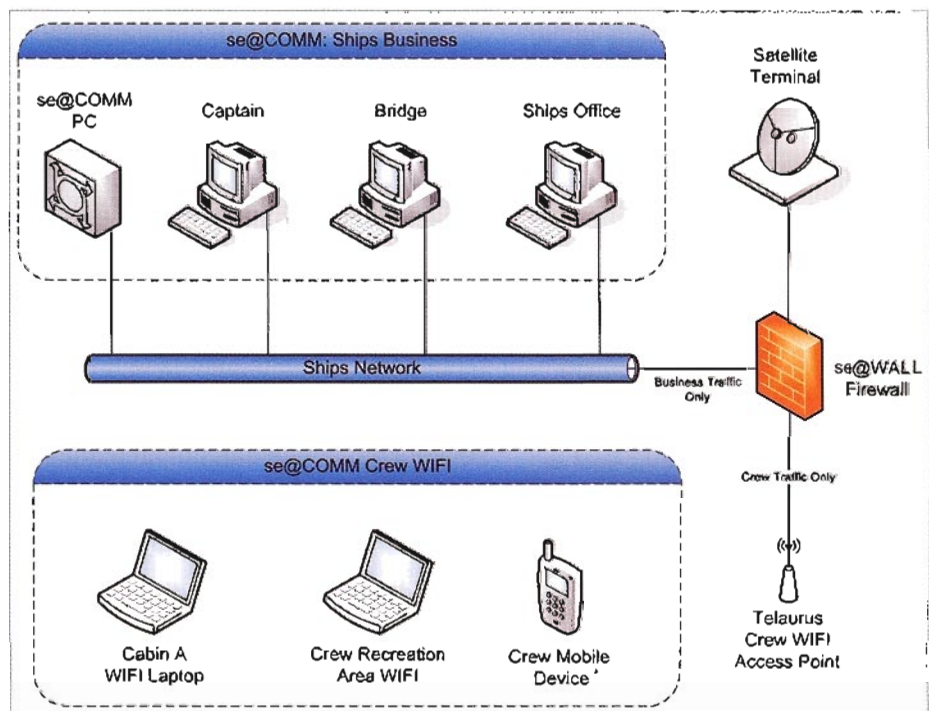 se@COMM: Ships Business
se@COMM
PC
Captain
Bridge
Ships Office
Satellite
Terminal
Ships Network
Business Traffic
Only
se@WALL
Firewall
se@COMM Crew WIFI
Crew Traffic Only
Cabin A
WIFI Laptop
Crew Recreation
Area WIFI
Crew Mobile
Device
Telaurus
Crew WIFI
Access Point